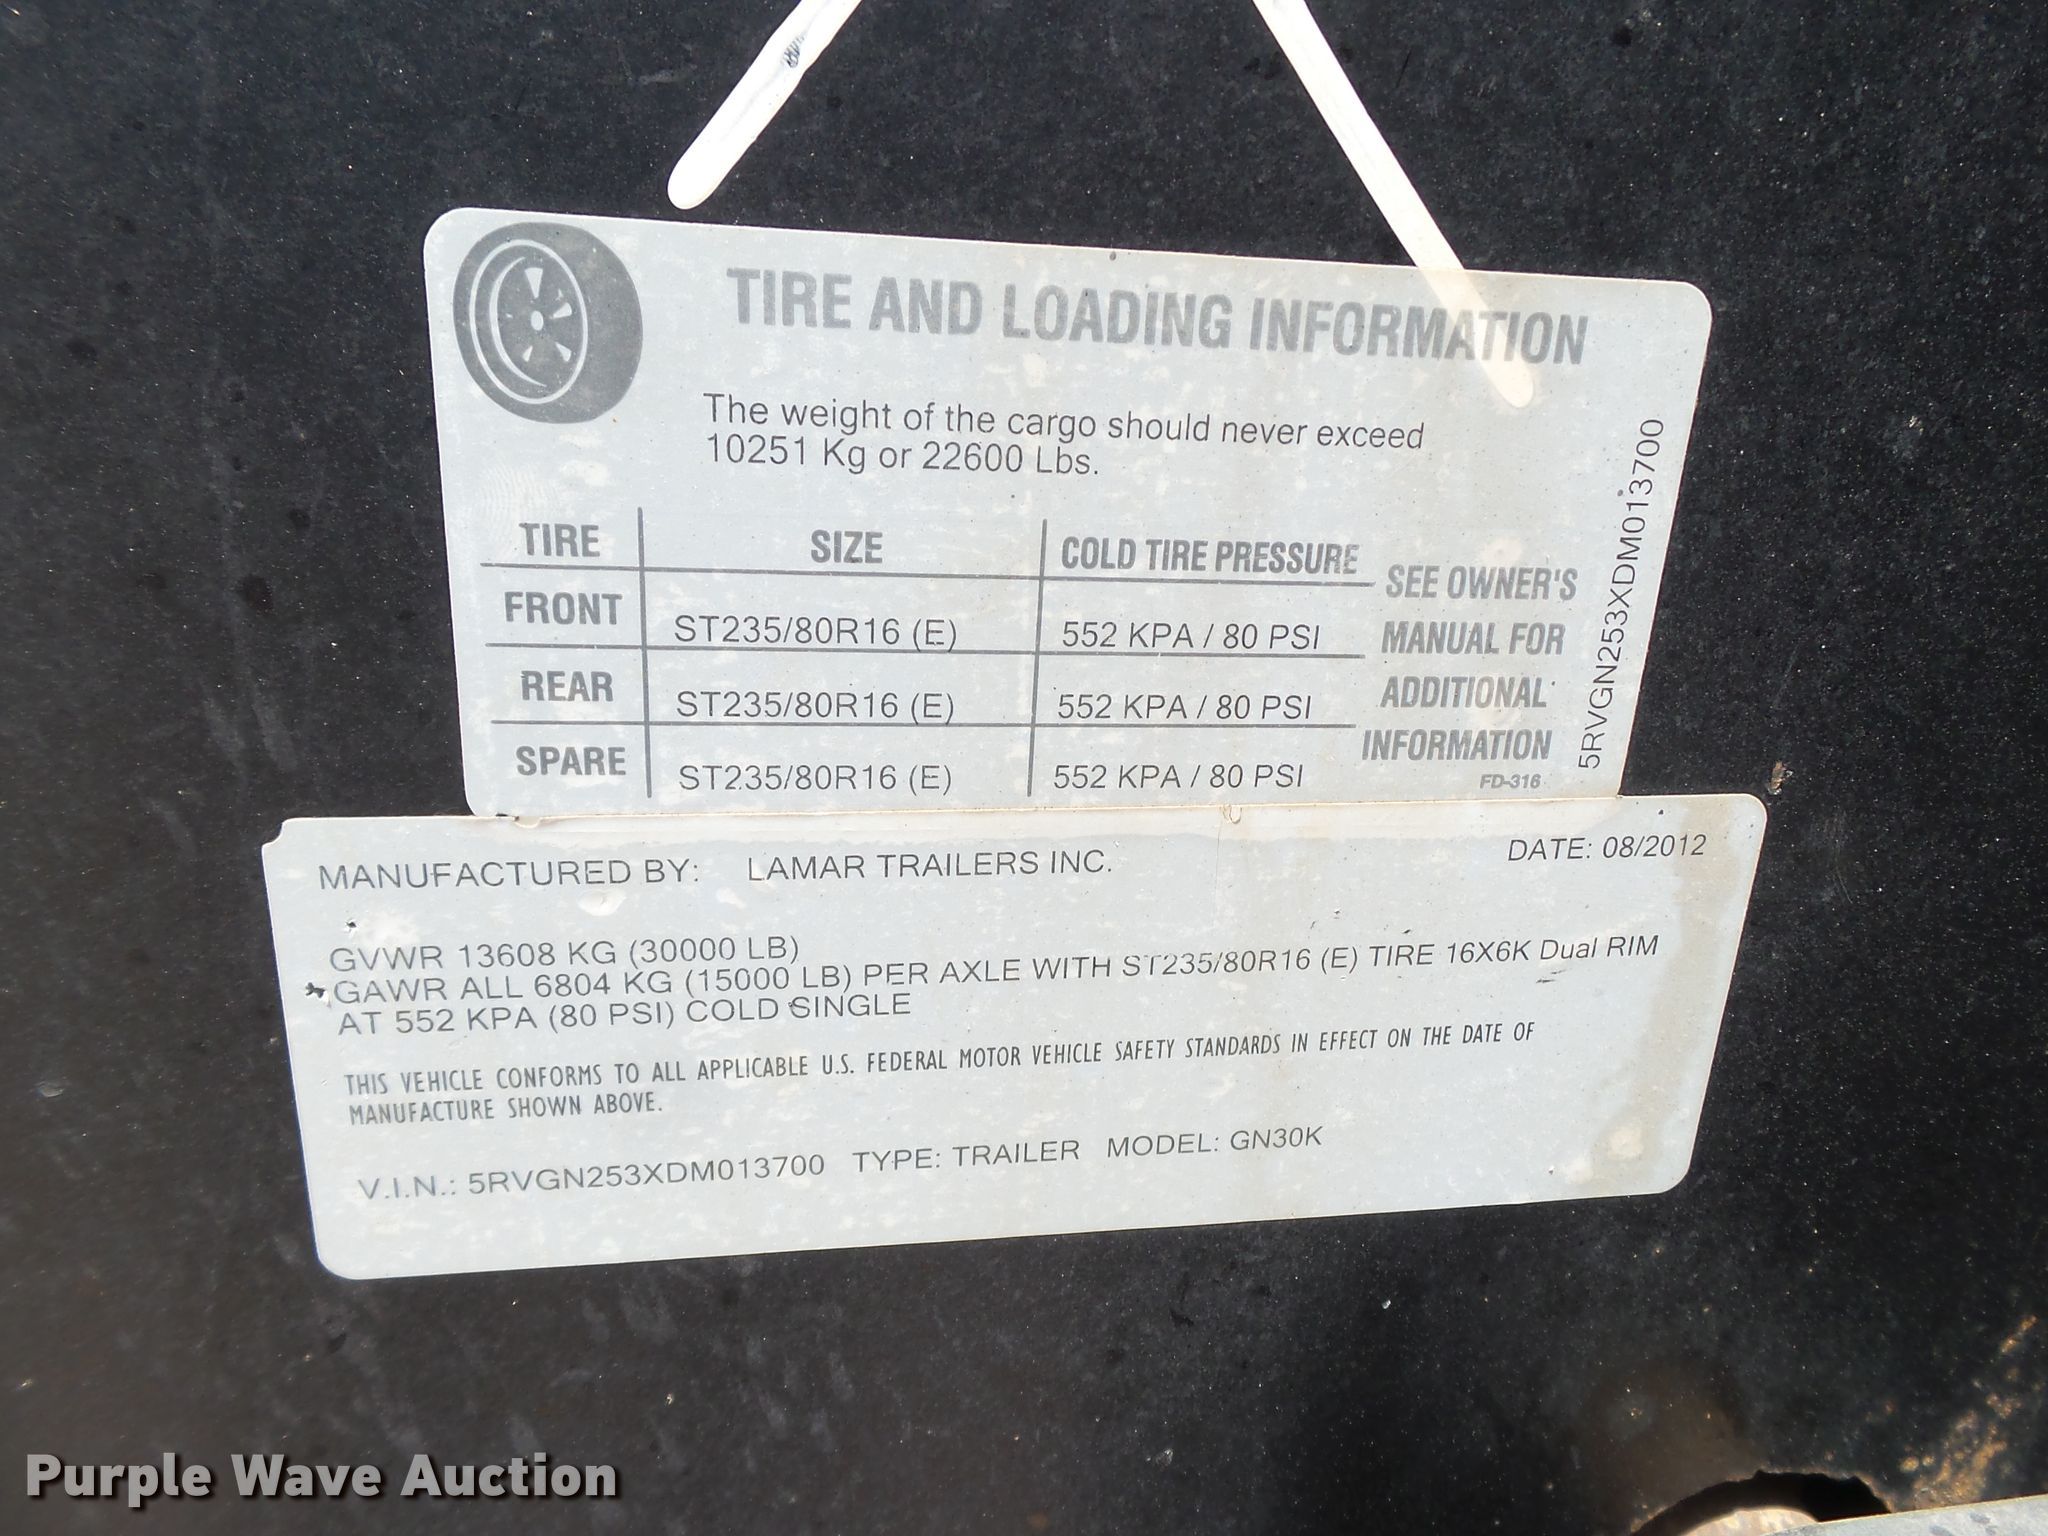 TIRE AND LOADING INFORMATION
The weight of the cargo should never exceed
10251 Kg or 22600 Lbs.
TIRE SIZE COLD TIRE PRESSURE
FRONT ST235/80R16 (E) 552 KPA / 80 PSI
REAR ST235/80R16 (E) 552 KPA / 80 PSI
SPARE ST235/80R16 (E) 552 KPA / 80 PSI
SEE OWNER'S
MANUAL FOR
ADDITIONAL
INFORMATION
FD-316
5RVGN253XDM013700
MANUFACTURED BY: LAMAR TRAILERS INC. DATE: 08/2012
GVWR 13608 KG (30000 LB)
GAWR ALL 6804 KG (15000 LB) PER AXLE WITH ST235/80R16 (E) TIRE 16X6K Dual RIM
AT 552 KPA (80 PSI) COLD SINGLE
THIS VEHICLE CONFORMS TO ALL APPLICABLE U.S. FEDERAL MOTOR VEHICLE SAFETY STANDARDS IN EFFECT ON THE DATE OF
MANUFACTURE SHOWN ABOVE.
V.I.N.: 5RVGN253XDM013700 TYPE: TRAILER MODEL: GN30K
Purple Wave Auction